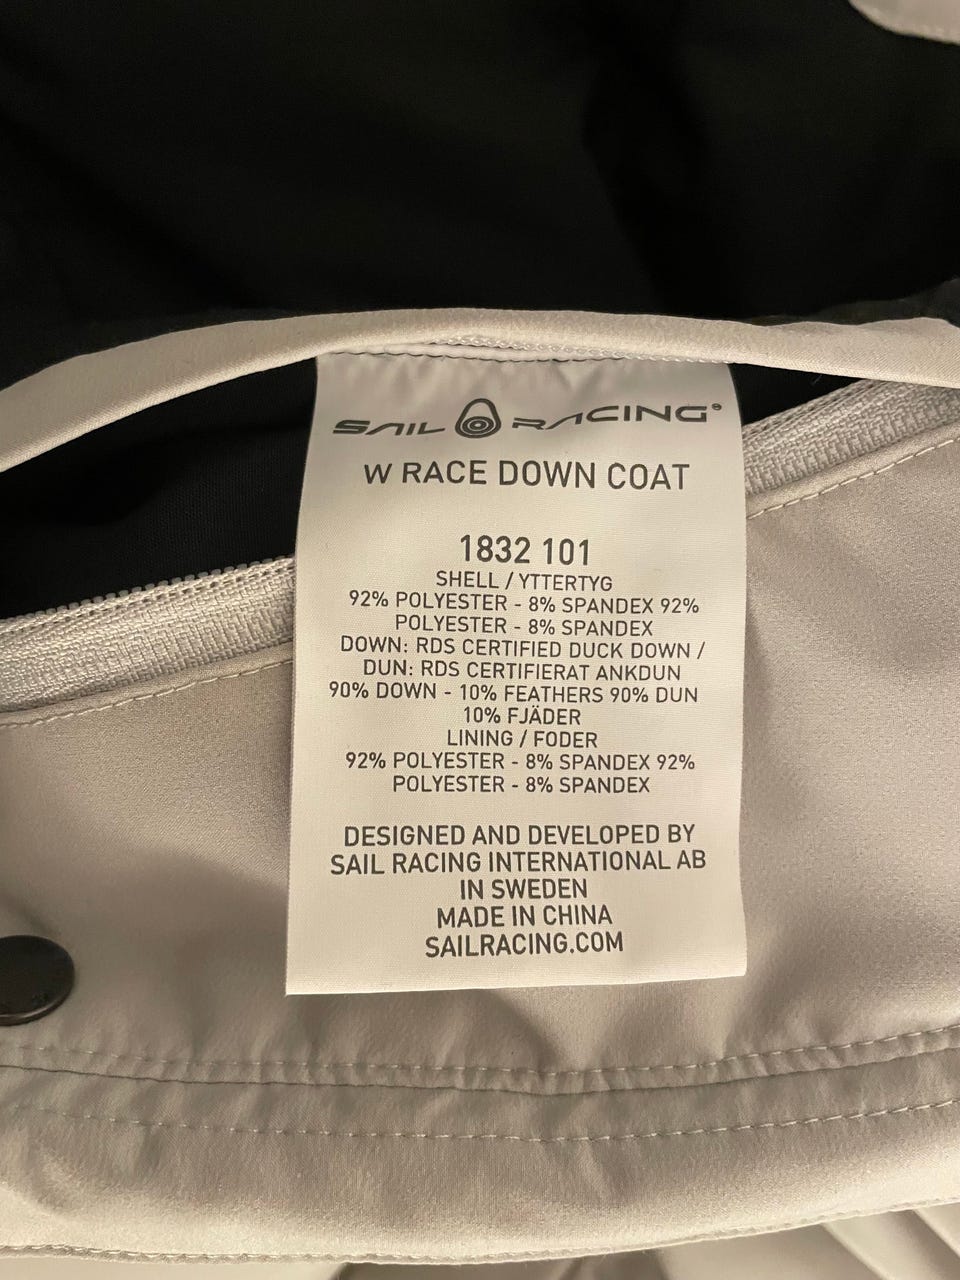 SAIL RACING®
W RACE DOWN COAT
1832 101
SHELL / YTTERTYG
92% POLYESTER - 8% SPANDEX 92%
POLYESTER - 8% SPANDEX
DOWN: RDS CERTIFIED DUCK DOWN /
DUN: RDS CERTIFIERAT ANKDUN
90% DOWN - 10% FEATHERS 90% DUN
10% FJÄDER
LINING / FODER
92% POLYESTER - 8% SPANDEX 92%
POLYESTER - 8% SPANDEX
DESIGNED AND DEVELOPED BY
SAIL RACING INTERNATIONAL AB
IN SWEDEN
MADE IN CHINA
SAILRACING.COM